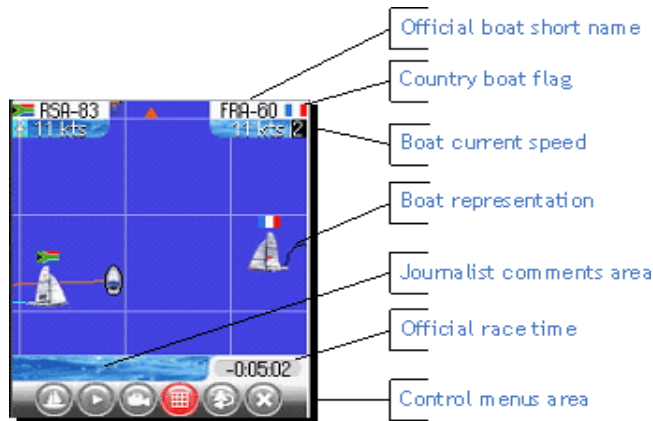 Official boat short name
Country boat flag
RSA-83
FRA-60
11 kts
11 kts 2
Boat current speed
Boat representation
Journalist comments area
Official race time
-0:05:02
Control menus area